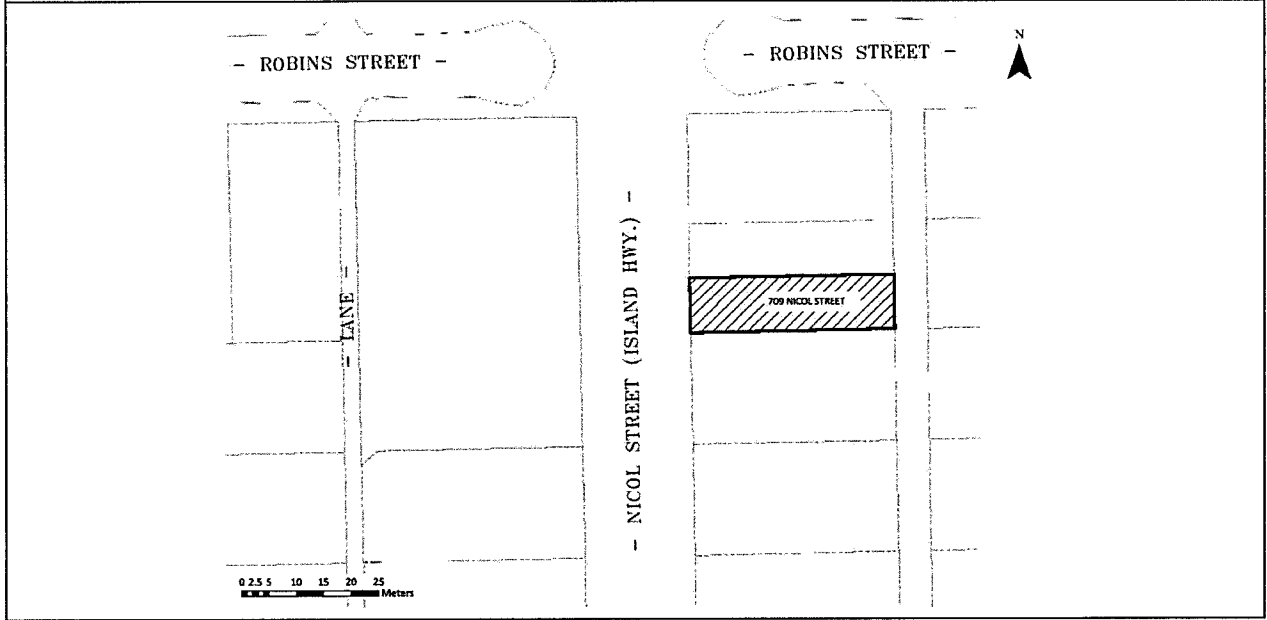 - ROBINS STREET -
- ROBINS STREET -
N
- NICOL STREET (ISLAND HWY.) -
- LANE -
709 NICOL STREET
0 2.5 5 10 15 20 25
Meters